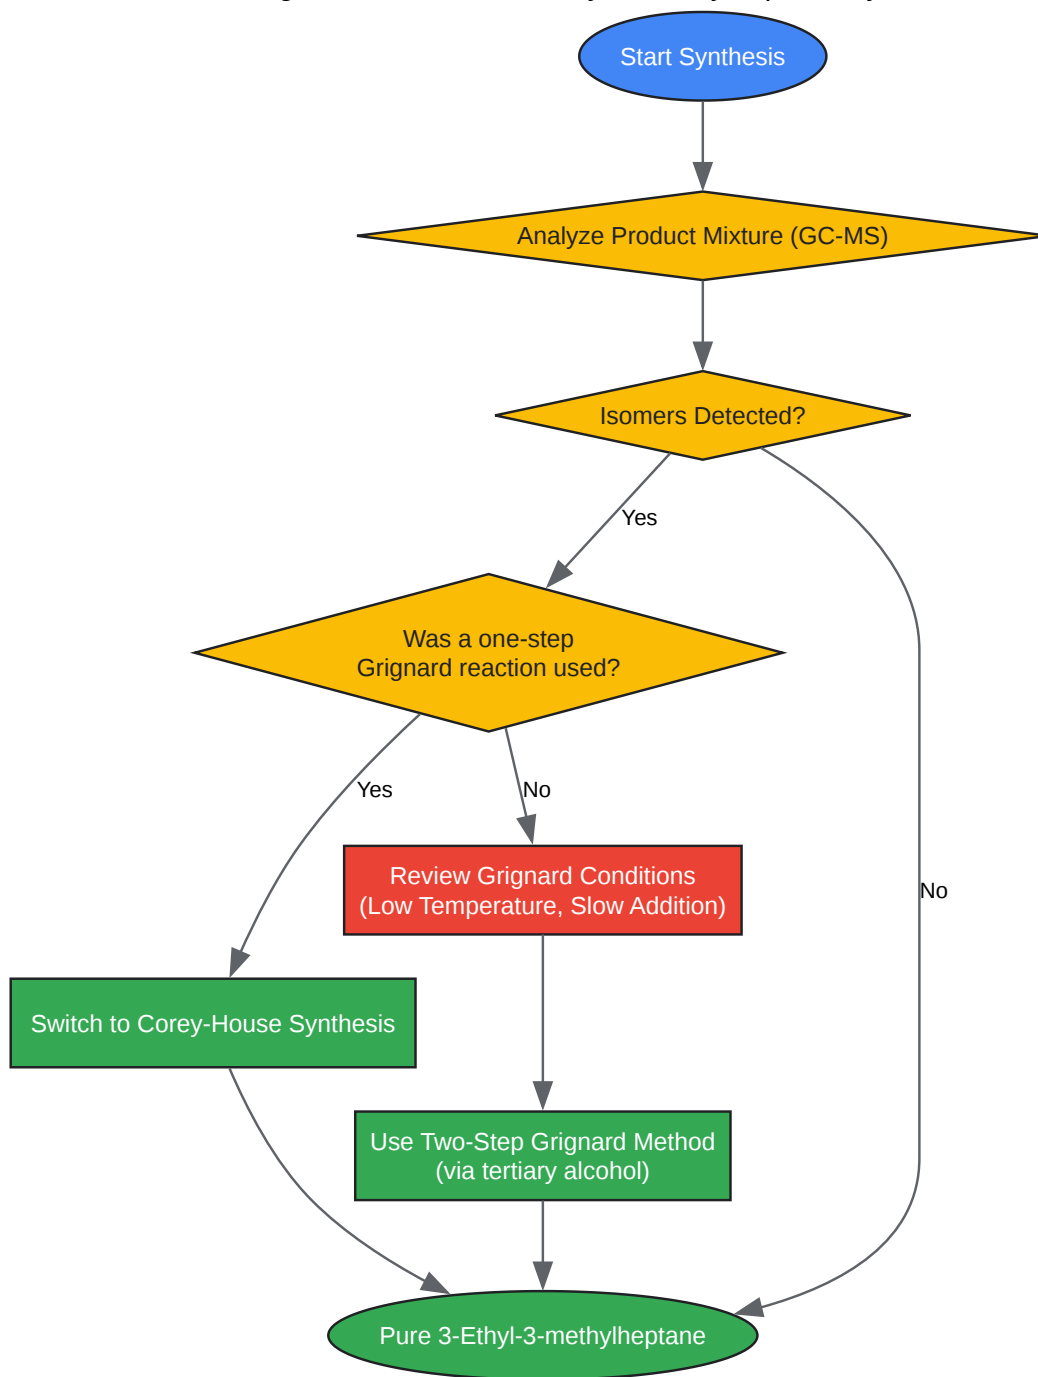 Start Synthesis
Analyze Product Mixture (GC-MS)
Isomers Detected?
Yes
Was a one-step
Grignard reaction used?
Yes
No
Review Grignard Conditions
(Low Temperature, Slow Addition)
No
Switch to Corey-House Synthesis
Use Two-Step Grignard Method
(via tertiary alcohol)
Pure 3-Ethyl-3-methylheptane